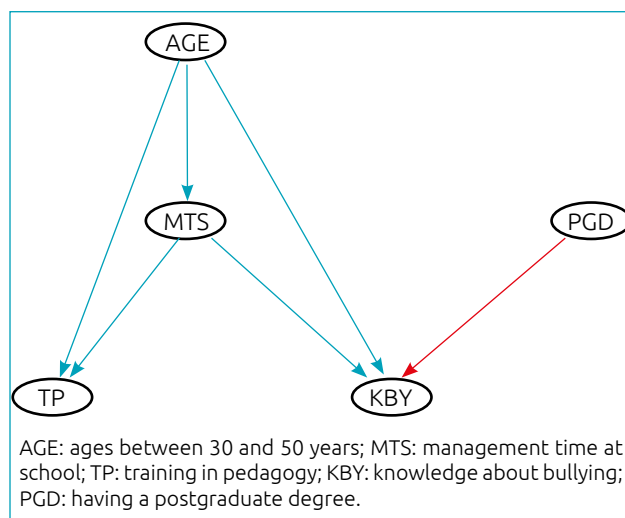 AGE
MTS
PGD
TP
KBY
AGE: ages between 30 and 50 years; MTS: management time at
school; TP: training in pedagogy; KBY: knowledge about bullying;
PGD: having a postgraduate degree.